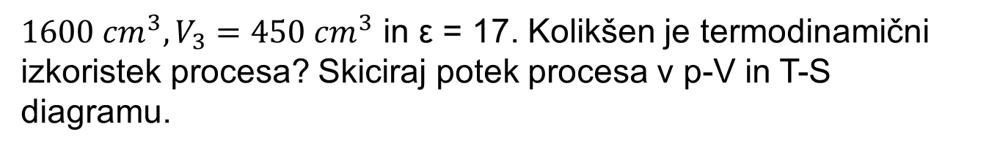 1600 cm³, V₃ = 450 cm³ in ε = 17. Kolikšen je termodinamični
izkoristek procesa? Skiciraj potek procesa v p-V in T-S
diagramu.